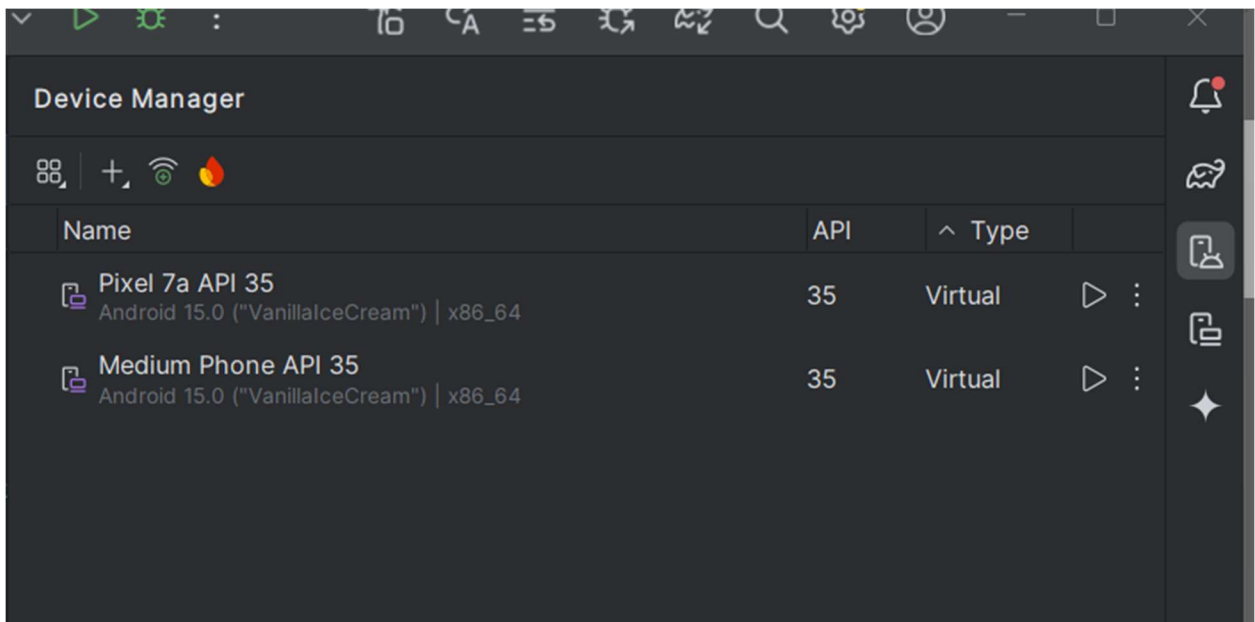 Device Manager
Name API Type
Pixel 7a API 35
Android 15.0 ("VanillaIceCream") | x86_64
35 Virtual
Medium Phone API 35
Android 15.0 ("VanillaIceCream") | x86_64
35 Virtual